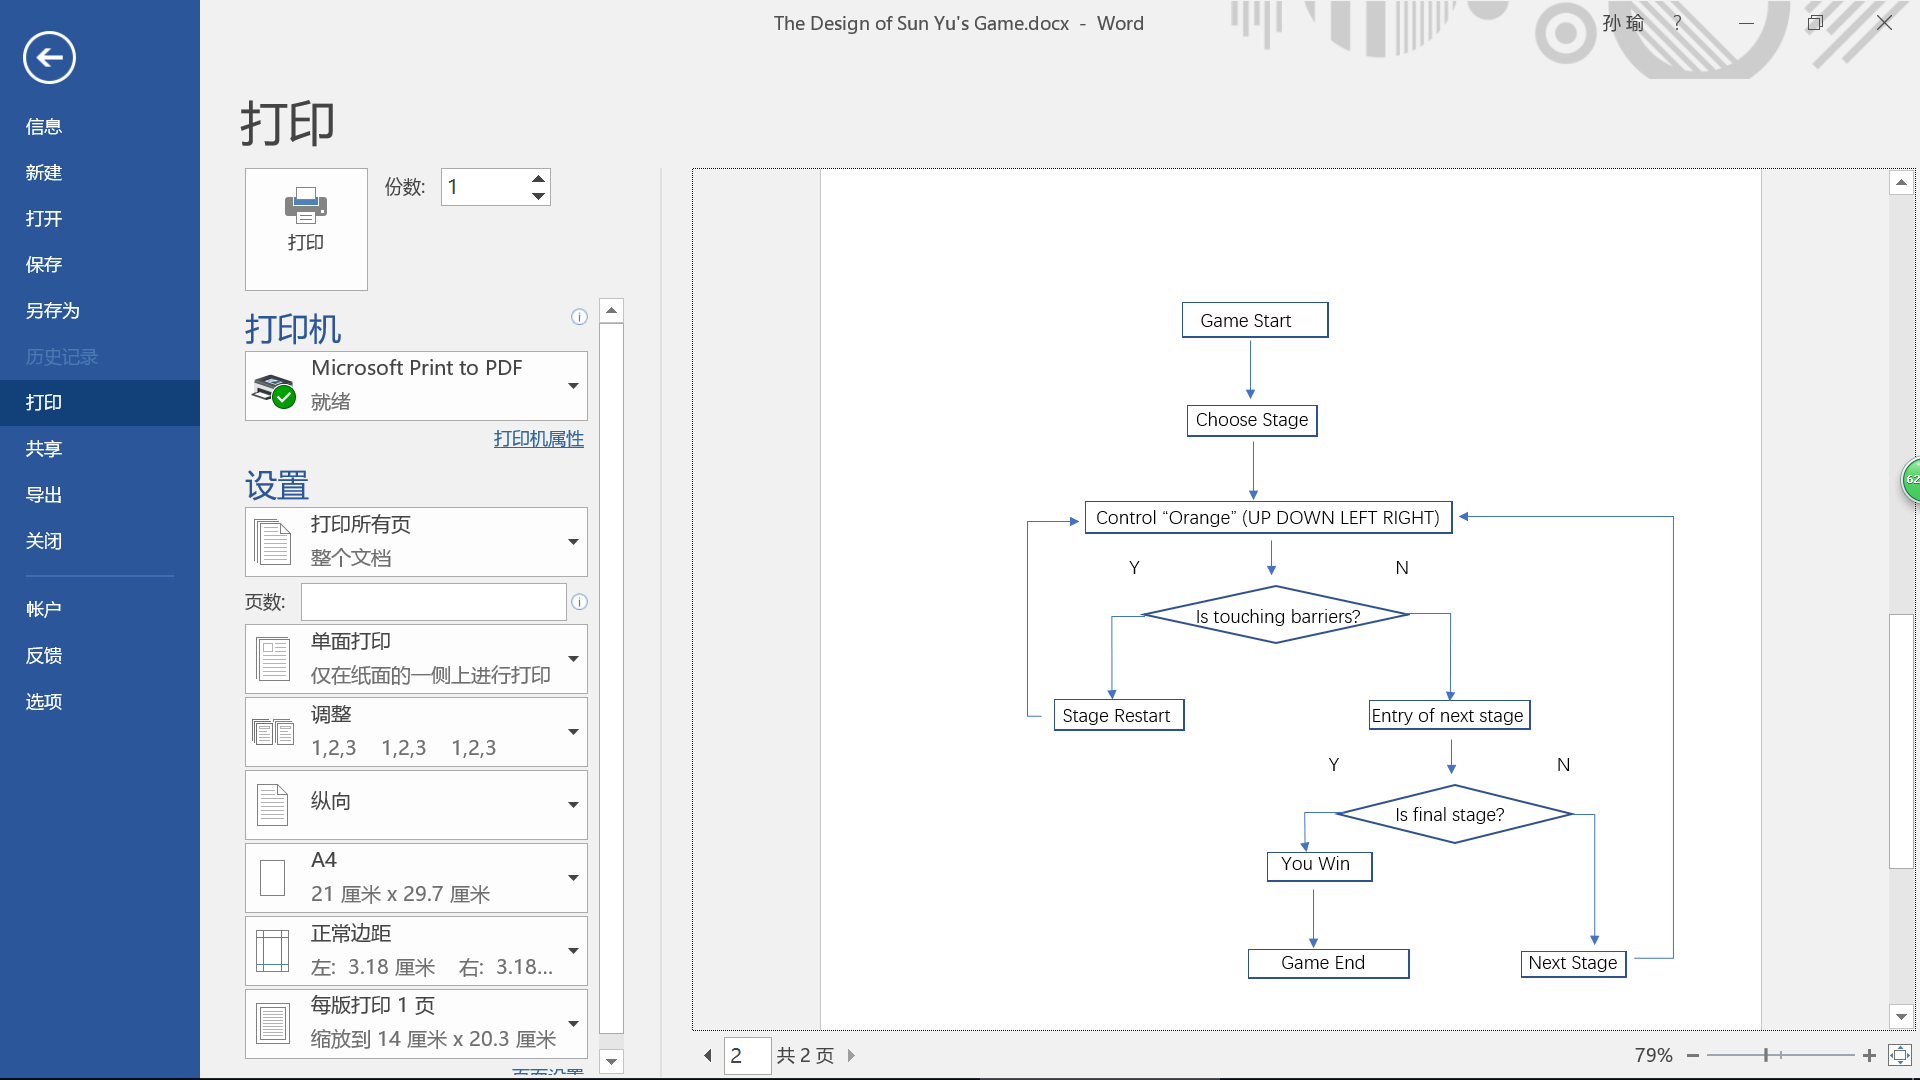 The Design of Sun Yu's Game.docx - Word
孙 瑜
?
信息
新建
打开
保存
另存为
历史记录
打印
共享
导出
关闭
帐户
反馈
选项
打印
打印
份数: 1
打印机
Microsoft Print to PDF
就绪
打印机属性
设置
打印所有页
整个文档
页数:
单面打印
仅在纸面的一侧上进行打印
调整
1,2,3 1,2,3 1,2,3
纵向
A4
21 厘米 x 29.7 厘米
正常边距
左: 3.18 厘米 右: 3.18...
每版打印 1 页
缩放到 14 厘米 x 20.3 厘米
页面设置
Game Start
Choose Stage
Control “Orange” (UP DOWN LEFT RIGHT)
Y N
Is touching barriers?
Stage Restart
Entry of next stage
Y N
Is final stage?
You Win
Game End
Next Stage
62
2 共 2 页
79%